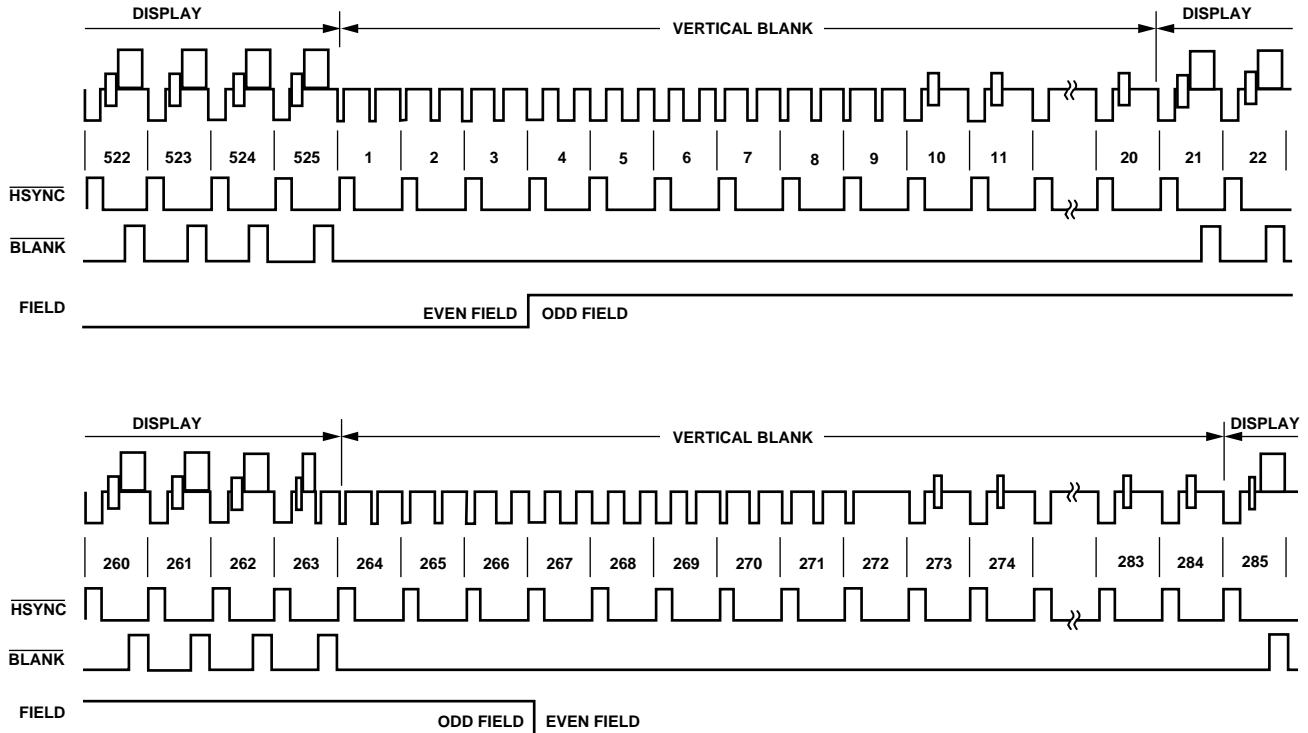 DISPLAY VERTICAL BLANK DISPLAY
522 523 524 525 1 2 3 4 5 6 7 8 9 10 11 20 21 22
HSYNC
BLANK
FIELD EVEN FIELD ODD FIELD
DISPLAY VERTICAL BLANK DISPLAY
260 261 262 263 264 265 266 267 268 269 270 271 272 273 274 283 284 285
HSYNC
BLANK
FIELD ODD FIELD EVEN FIELD